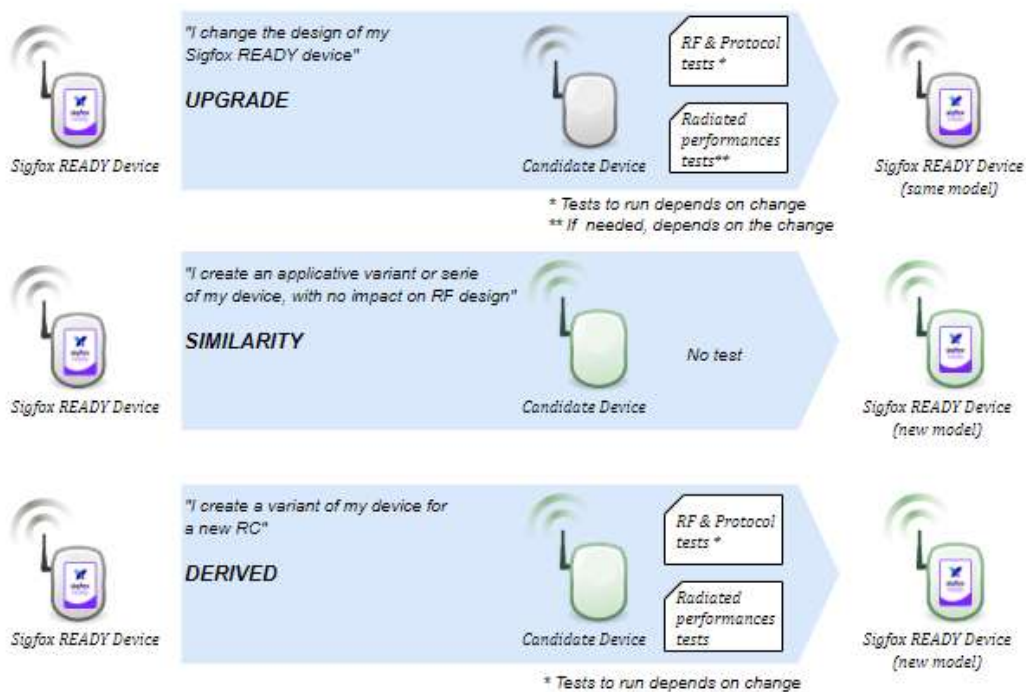 "I change the design of my
Sigfox READY device"
UPGRADE
RF & Protocol
tests *
Radiated
performances
tests**
Sigfox READY Device
Candidate Device
Sigfox READY Device
(same model)
* Tests to run depends on change
** If needed, depends on the change
"I create an applicative variant or serie
of my device, with no impact on RF design"
SIMILARITY
No test
Sigfox READY Device
Candidate Device
Sigfox READY Device
(new model)
"I create a variant of my device for
a new RC"
DERIVED
RF & Protocol
tests *
Radiated
performances
tests
Sigfox READY Device
Candidate Device
Sigfox READY Device
(new model)
* Tests to run depends on change